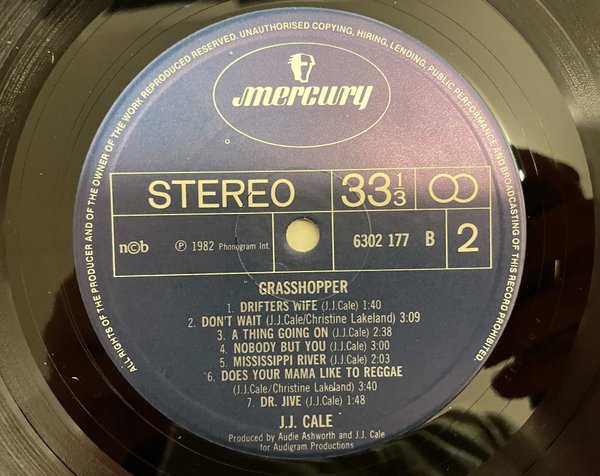 ALL RIGHTS OF THE PRODUCER AND OF THE OWNER OF THE WORK REPRODUCED RESERVED. UNAUTHORISED COPYING, HIRING, LENDING, PUBLIC PERFORMANCE AND BROADCASTING OF THIS RECORD PROHIBITED.
mercury
STEREO 33 1/3
n©b ℗ 1982 Phonogram Int. 6302 177 B 2
GRASSHOPPER
1. DRIFTERS WIFE (J.J.Cale) 1:40
2. DON'T WAIT (J.J.Cale/Christine Lakeland) 3:09
3. A THING GOING ON (J.J.Cale) 2:38
4. NOBODY BUT YOU (J.J.Cale) 3:00
5. MISSISSIPPI RIVER (J.J.Cale) 2:03
6. DOES YOUR MAMA LIKE TO REGGAE
(J.J.Cale/Christine Lakeland) 3:40
7. DR. JIVE (J.J.Cale) 1:48
J.J. CALE
Produced by Audie Ashworth and J.J. Cale
for Audigram Productions